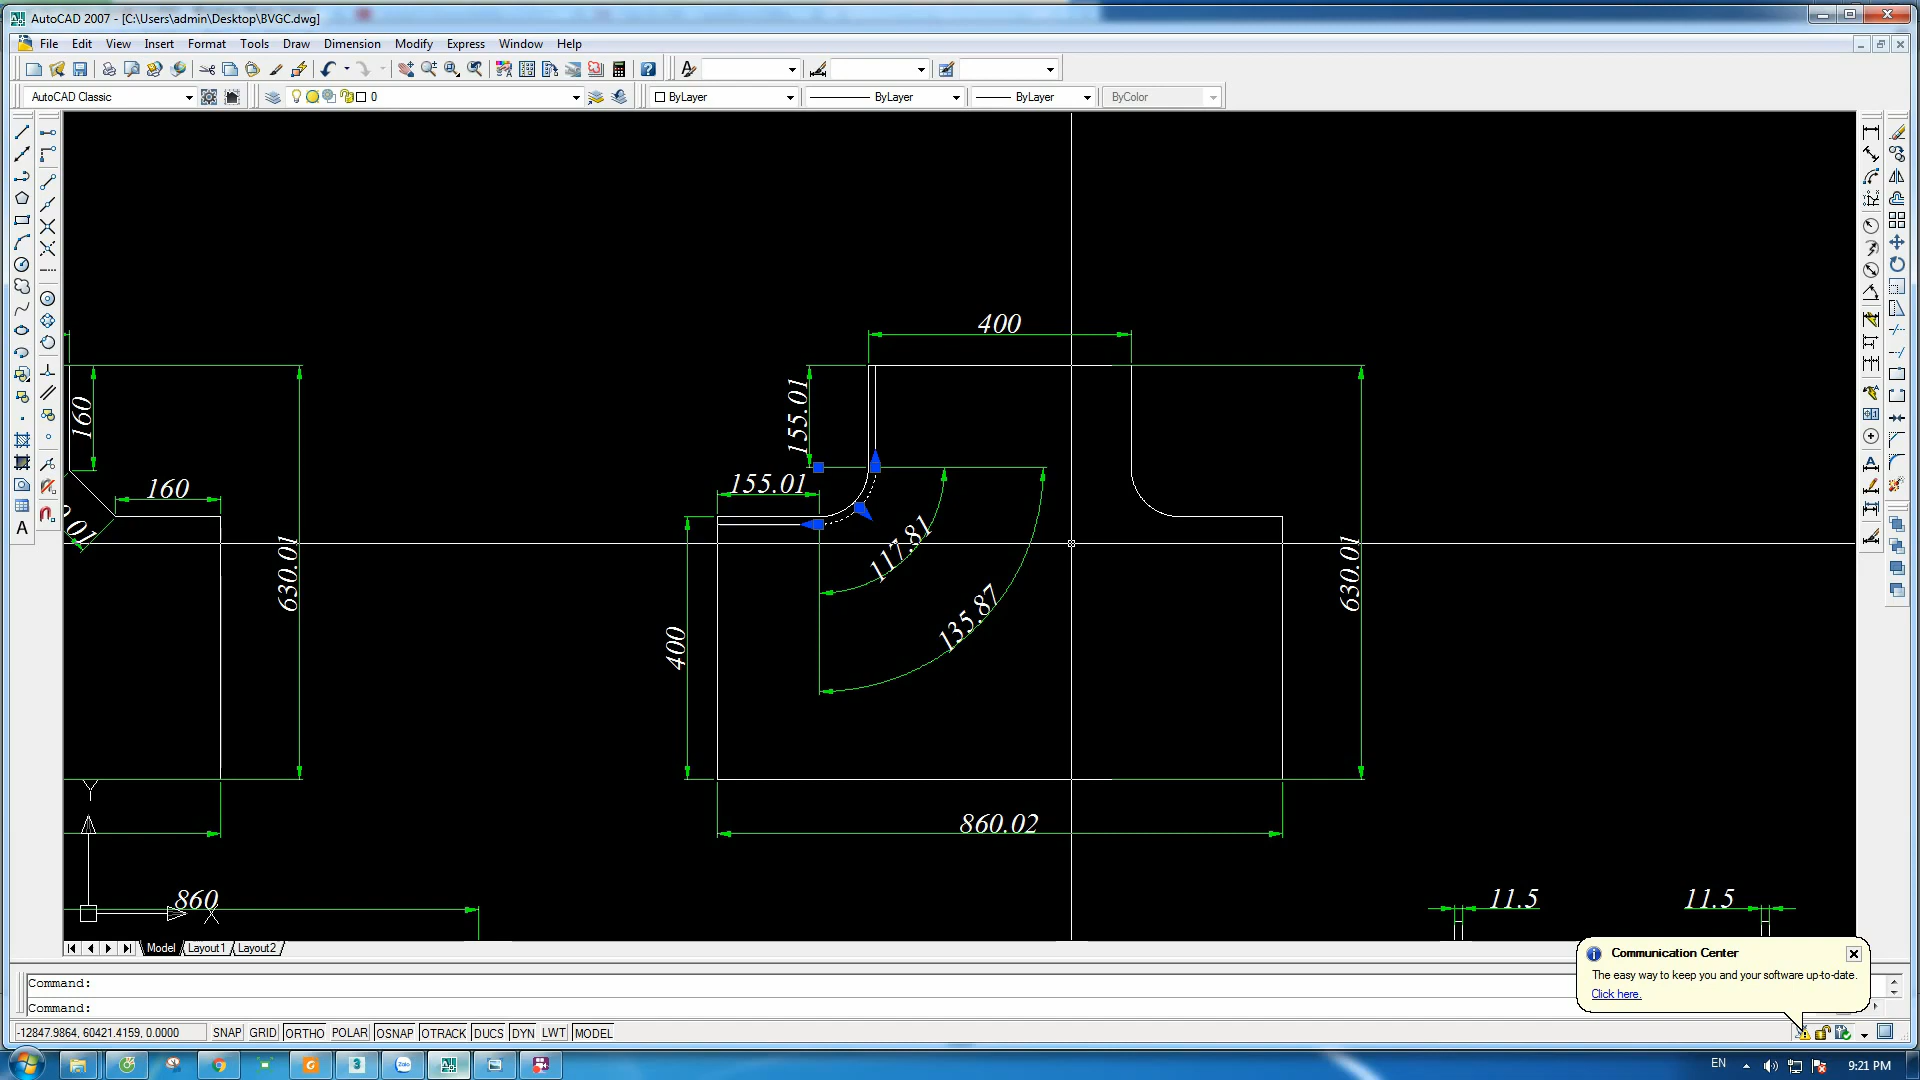 AutoCAD 2007 - [C:\Users\admin\Desktop\BVGC.dwg]
File Edit View Insert Format Tools Draw Dimension Modify Express Window Help
AutoCAD Classic 0 ByLayer ByLayer ByLayer ByColor
400
155.01
160
155.01
160
630.01
117.81
630.01
135.87
400
860.02
Y
860
X
11.5 11.5
Model Layout1 Layout2
Command:
Command:
Communication Center
The easy way to keep you and your software up-to-date.
Click here.
-12847.9864, 60421.4159, 0.0000 SNAP GRID ORTHO POLAR OSNAP OTRACK DUCS DYN LWT MODEL
A
EN 9:21 PM